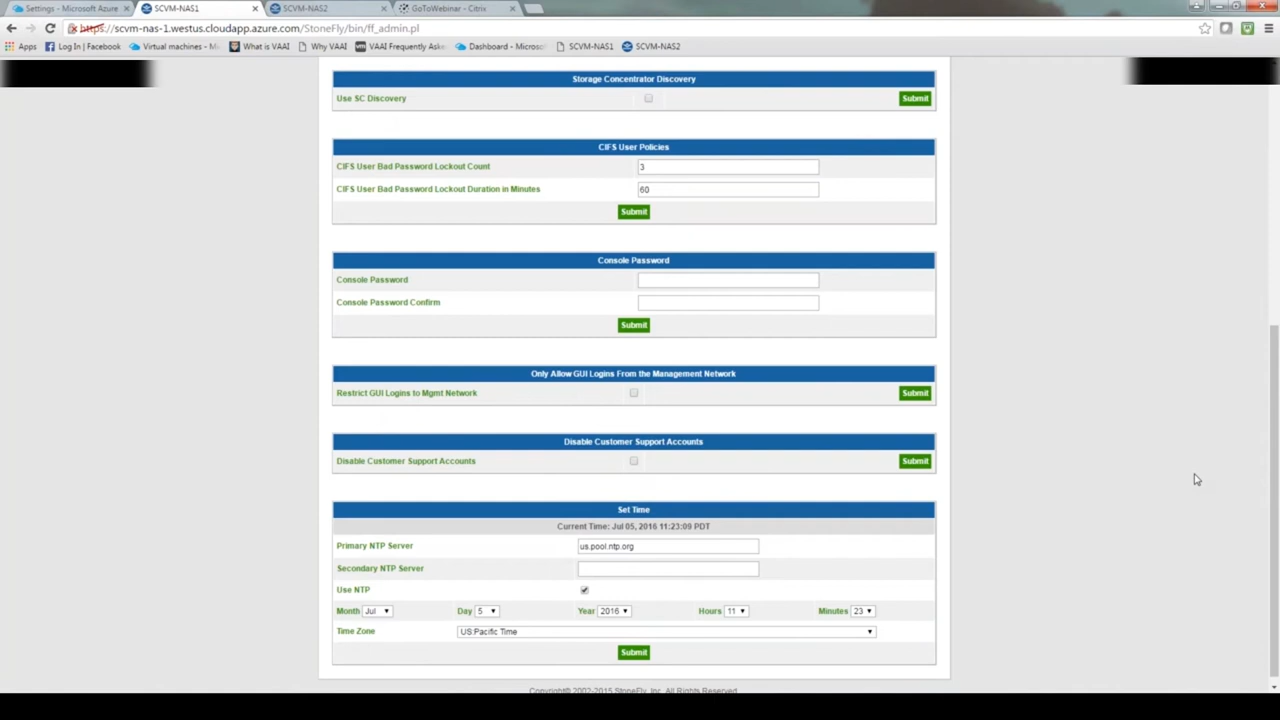 Settings - Microsoft Azure
SCVM-NAS1
SCVM-NAS2
GoToWebinar - Citrix
https://scvm-nas-1.westus.cloudapp.azure.com/StoneFly/bin/ff_admin.pl
Apps
Log In | Facebook
Virtual machines - Mi
What is VAAI
Why VAAI
VAAI Frequently Aske
Dashboard - Microsof
SCVM-NAS1
SCVM-NAS2
Storage Concentrator Discovery
Use SC Discovery
Submit
CIFS User Policies
CIFS User Bad Password Lockout Count 3
CIFS User Bad Password Lockout Duration in Minutes 60
Submit
Console Password
Console Password
Console Password Confirm
Submit
Only Allow GUI Logins From the Management Network
Restrict GUI Logins to Mgmt Network Submit
Disable Customer Support Accounts
Disable Customer Support Accounts Submit
Set Time
Current Time: Jul 05, 2016 11:23:09 PDT
Primary NTP Server us.pool.ntp.org
Secondary NTP Server
Use NTP
Month Jul Day 5 Year 2016 Hours 11 Minutes 23
Time Zone US:Pacific Time
Submit
Copyright© 2002-2015 StoneFly, Inc. All Rights Reserved.